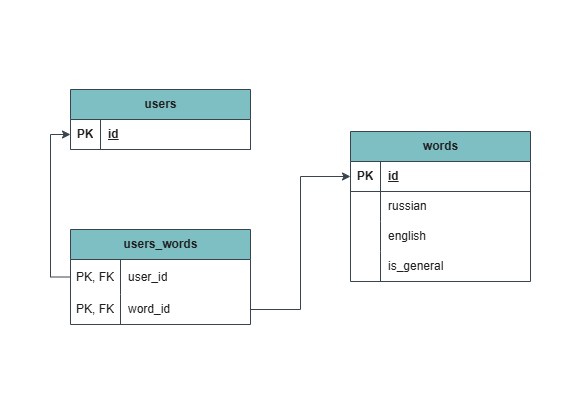 users
PK id
words
PK id
russian
english
is_general
users_words
PK, FK user_id
PK, FK word_id